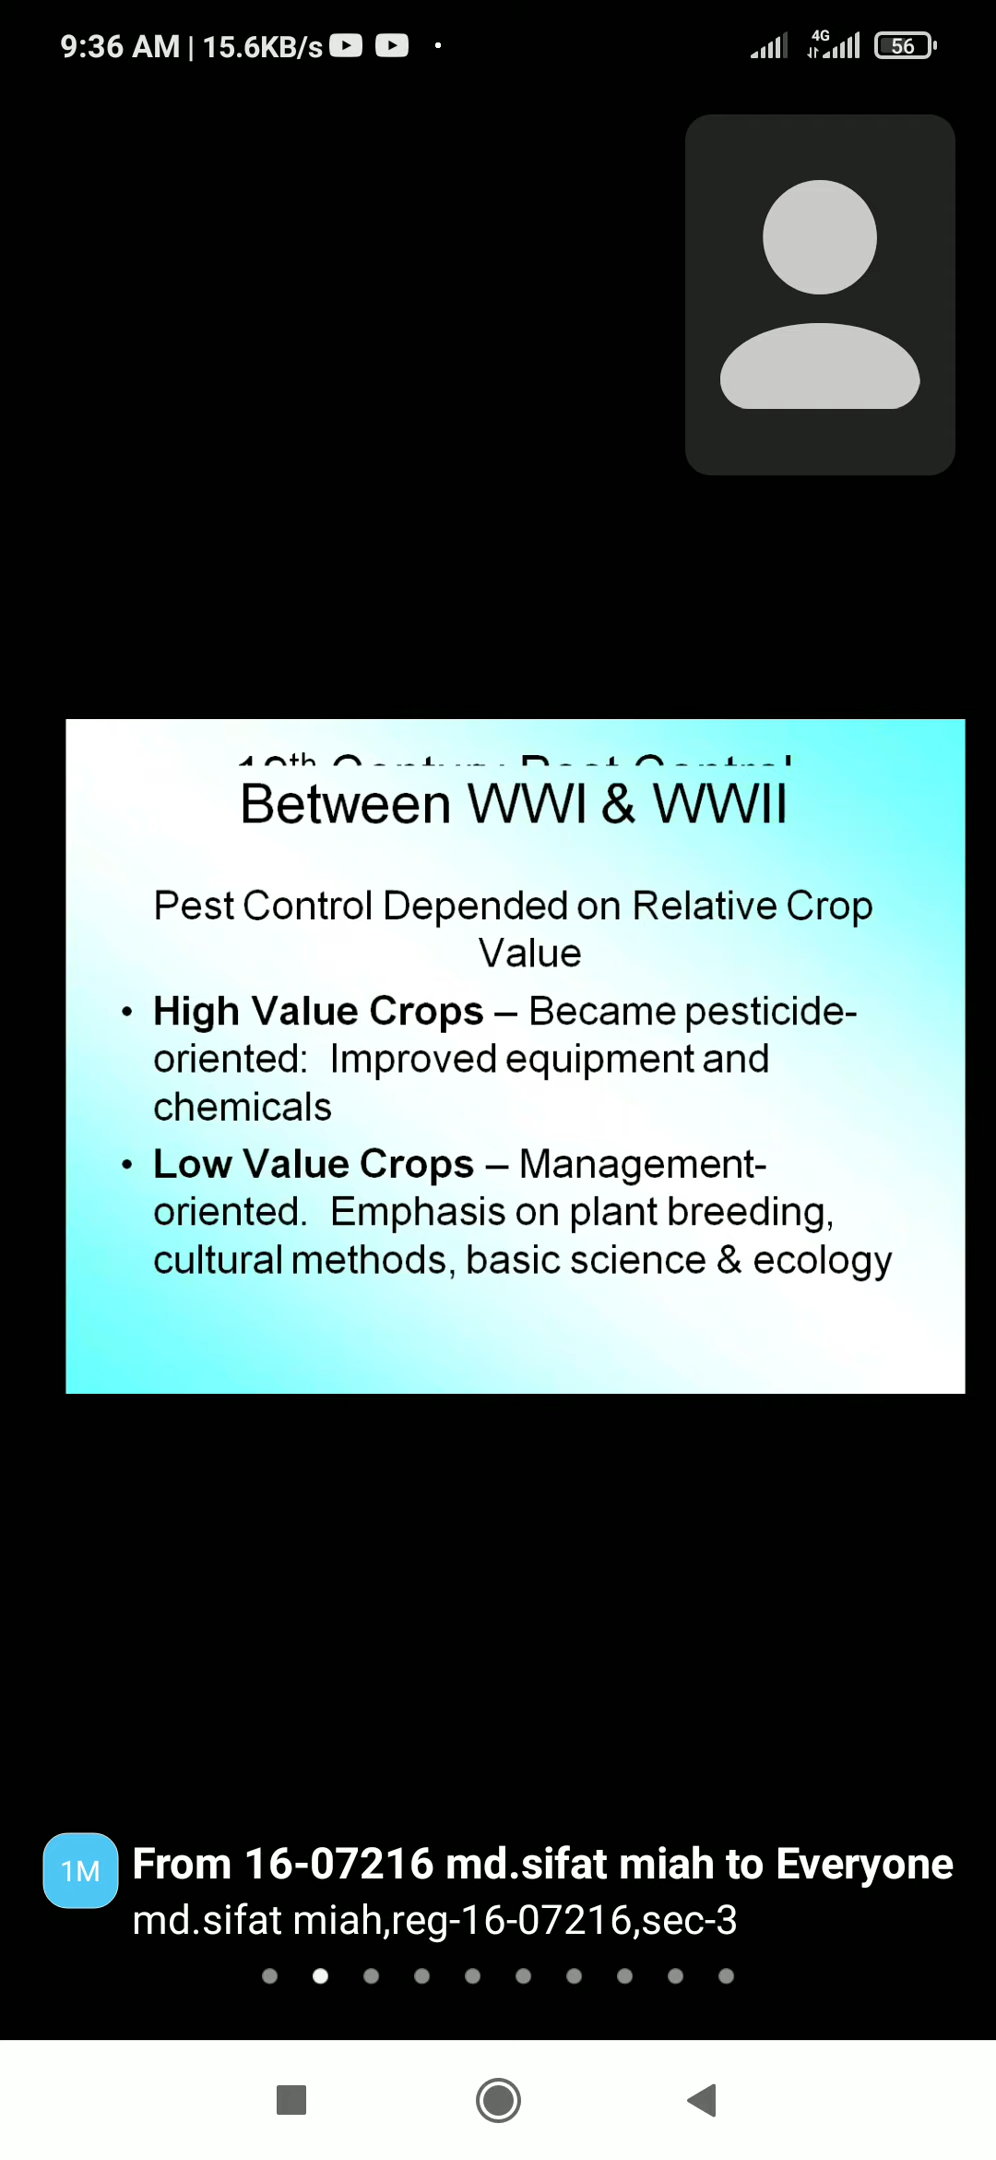 9:36 AM | 15.6KB/s
4G
56
Between WWI & WWII
Pest Control Depended on Relative Crop
Value
• High Value Crops – Became pesticide-
oriented:  Improved equipment and
chemicals
• Low Value Crops – Management-
oriented.  Emphasis on plant breeding,
cultural methods, basic science & ecology
1M
From 16-07216 md.sifat miah to Everyone
md.sifat miah,reg-16-07216,sec-3